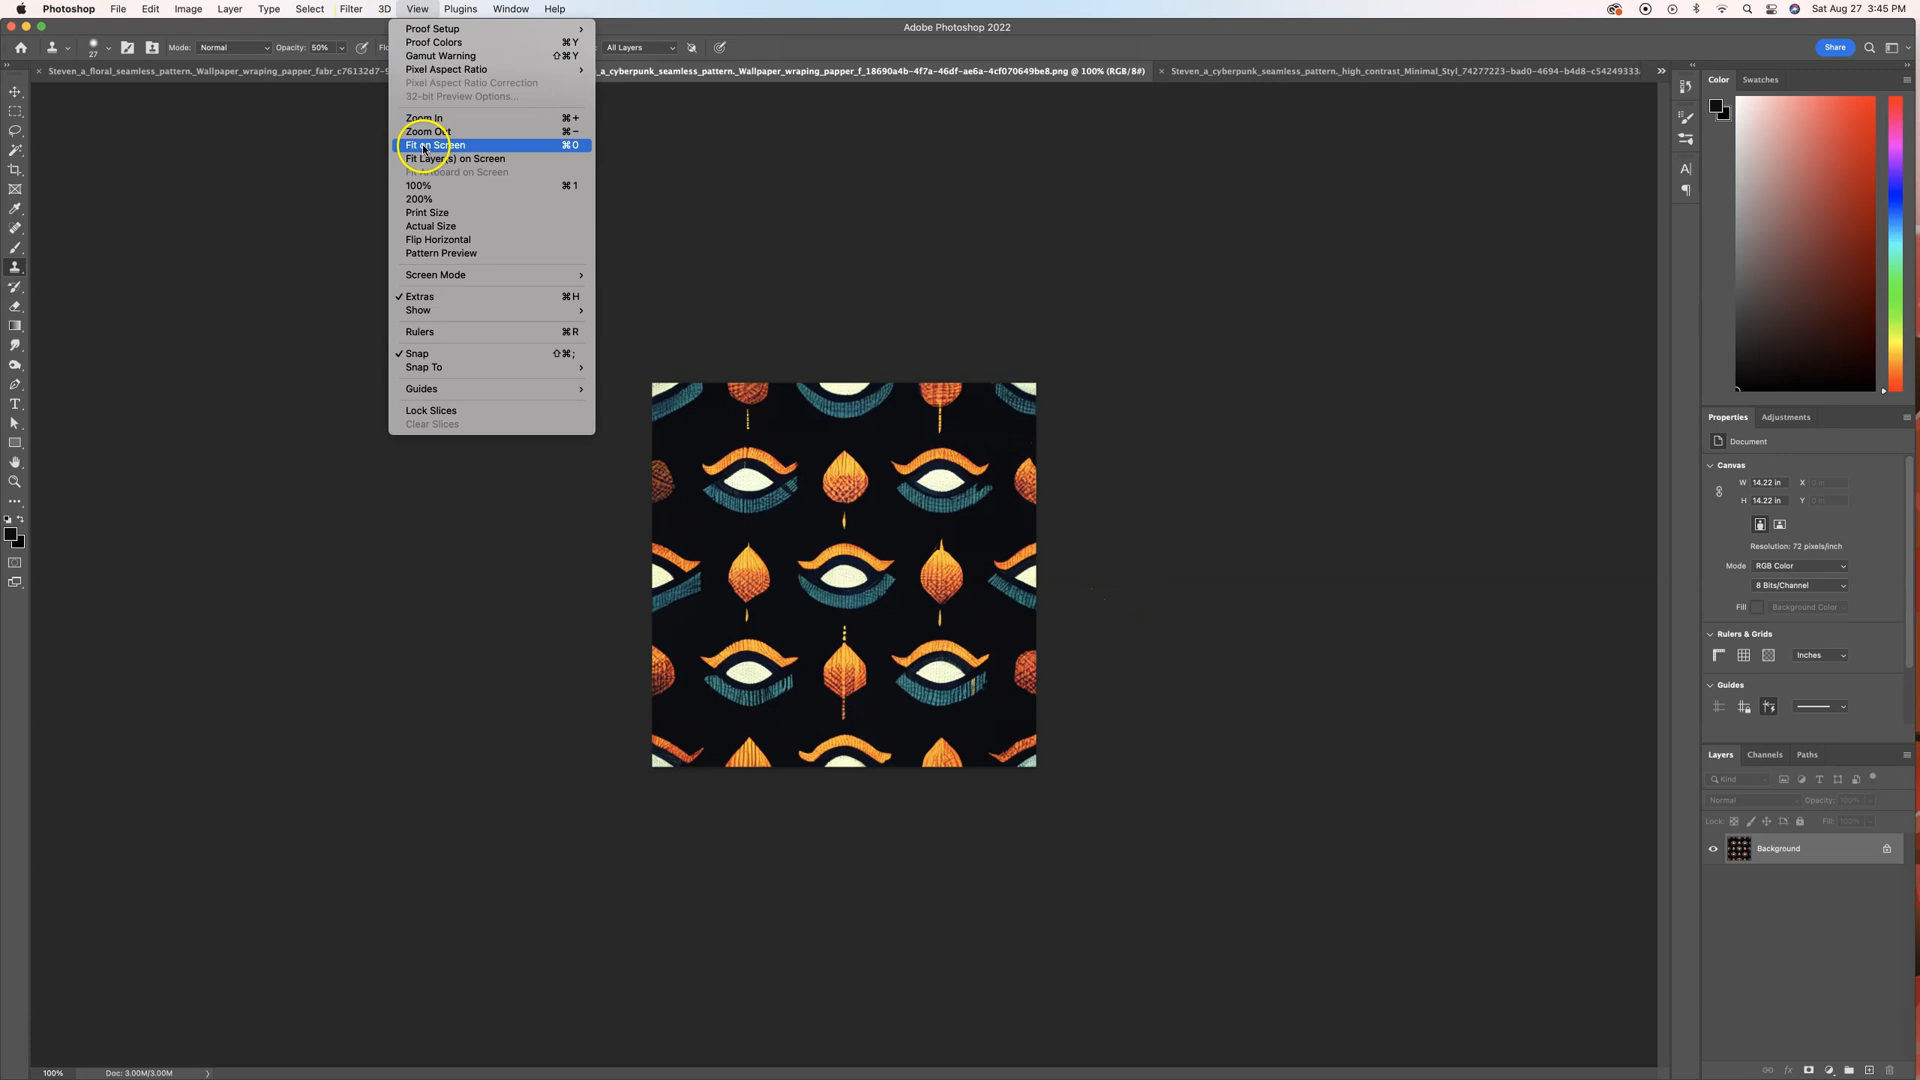 Photoshop File Edit Image Layer Type Select Filter 3D View Plugins Window Help Sat Aug 27 3:45 PM
Adobe Photoshop 2022
27 Mode: Normal Opacity: 50% All Layers Share
Steven_a_floral_seamless_pattern._Wallpaper_wraping_papper_fabr_c76132d7-9
_a_cyberpunk_seamless_pattern._Wallpaper_wraping_papper_f_18690a4b-4f7a-46df-ae6a-4cf070649be8.png @ 100% (RGB/8#)
Steven_a_cyberpunk_seamless_pattern._high_contrast_Minimal_Styl_74277223-bad0-4694-b4d8-c54249333
Proof Setup
Proof Colors ⌘Y
Gamut Warning ⇧⌘Y
Pixel Aspect Ratio
Pixel Aspect Ratio Correction
32-bit Preview Options...
Zoom In ⌘+
Zoom Out ⌘−
Fit on Screen ⌘0
Fit Layer(s) on Screen
Fit Artboard on Screen
100% ⌘1
200%
Print Size
Actual Size
Flip Horizontal
Pattern Preview
Screen Mode
Extras ⌘H
Show
Rulers ⌘R
Snap ⇧⌘;
Snap To
Guides
Lock Slices
Clear Slices
Color Swatches
Properties Adjustments
Document
Canvas
W 14.22 in X 0 in
H 14.22 in Y 0 in
Resolution: 72 pixels/inch
Mode RGB Color
8 Bits/Channel
Fill Background Color
Rulers & Grids
Inches
Guides
Layers Channels Paths
Kind
Normal Opacity: 100%
Lock: Fill: 100%
Background
100% Doc: 3.00M/3.00M